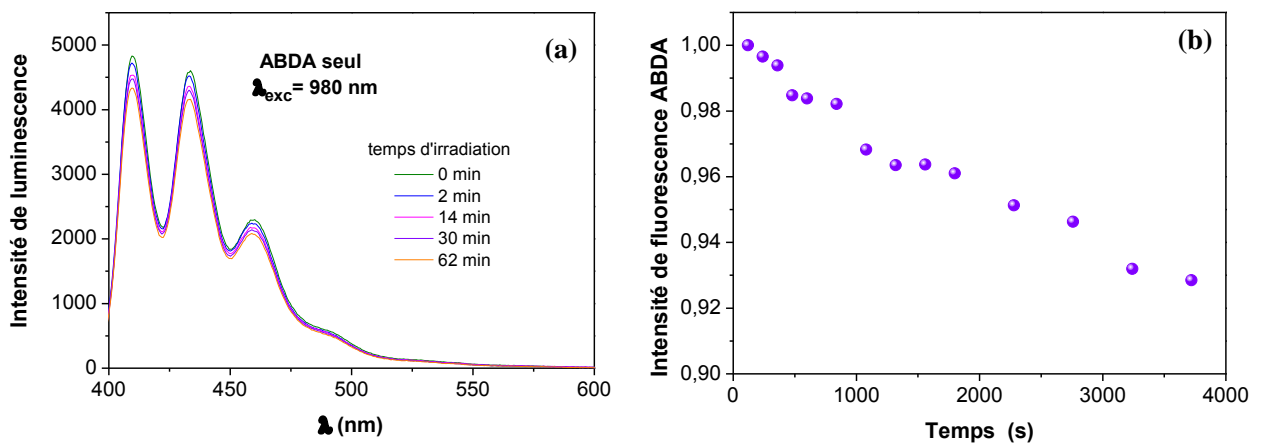 (a)
ABDA seul
λexc = 980 nm
temps d'irradiation
0 min
2 min
14 min
30 min
62 min
Intensité de luminescence
5000
4000
3000
2000
1000
0
400 450 500 550 600
λ (nm)
(b)
Intensité de fluorescence ABDA
1,00
0,98
0,96
0,94
0,92
0,90
0 1000 2000 3000 4000
Temps (s)